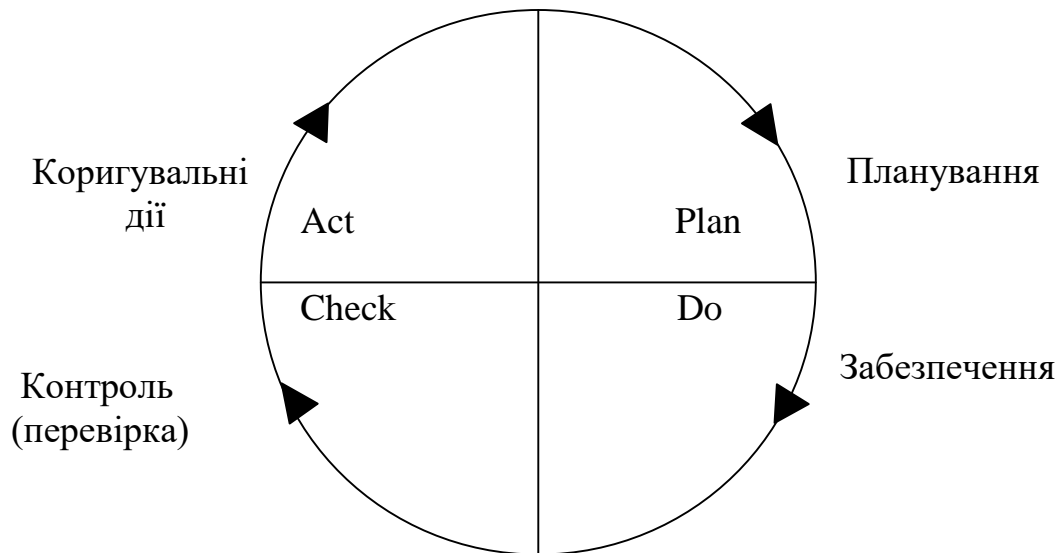 Коригувальні
дії
Планування
Act
Plan
Check
Do
Контроль
(перевірка)
Забезпечення